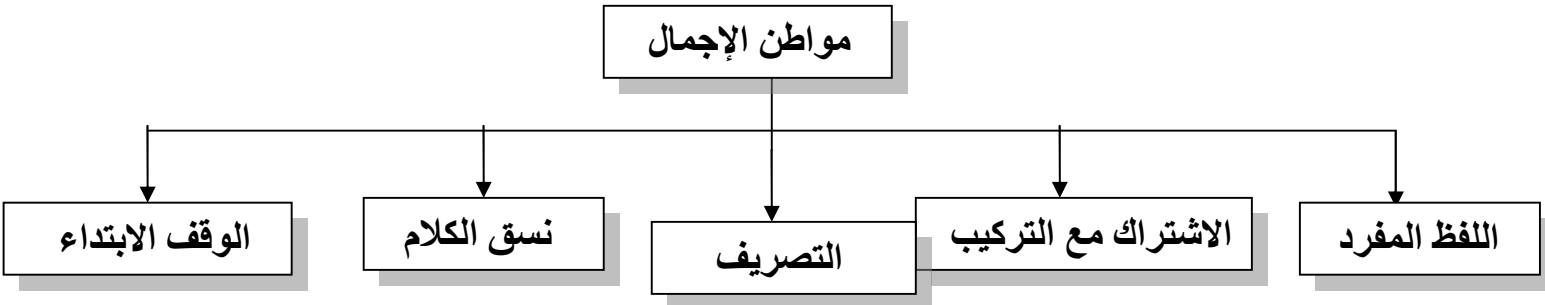 مواطن الإجمال
اللفظ المفرد
الاشتراك مع التركيب
التصريف
نسق الكلام
الوقف الابتداء